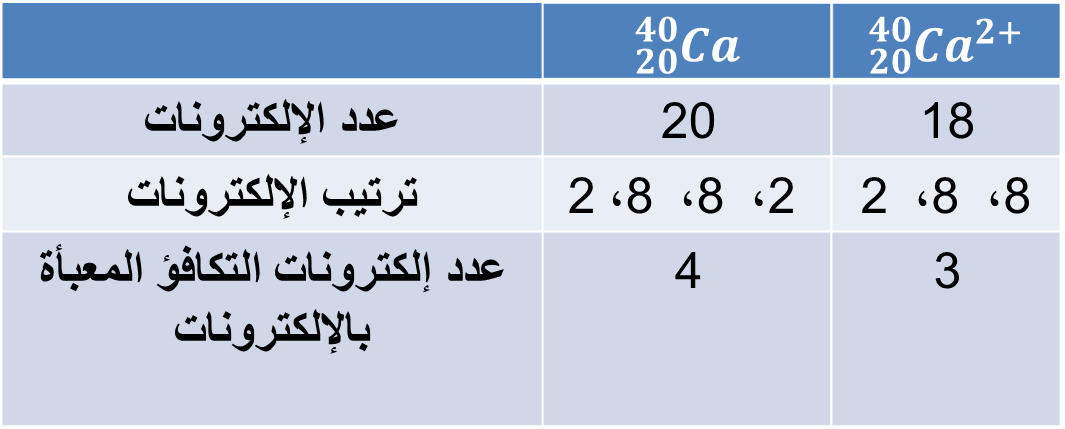 ⁴⁰₂₀Ca ⁴⁰₂₀Ca²⁺
عدد الإلكترونات 20 18
ترتيب الإلكترونات 2 ،8 ،8 ،2 2 ،8 ،8
عدد إلكترونات التكافؤ المعبأة 4 3
بالإلكترونات